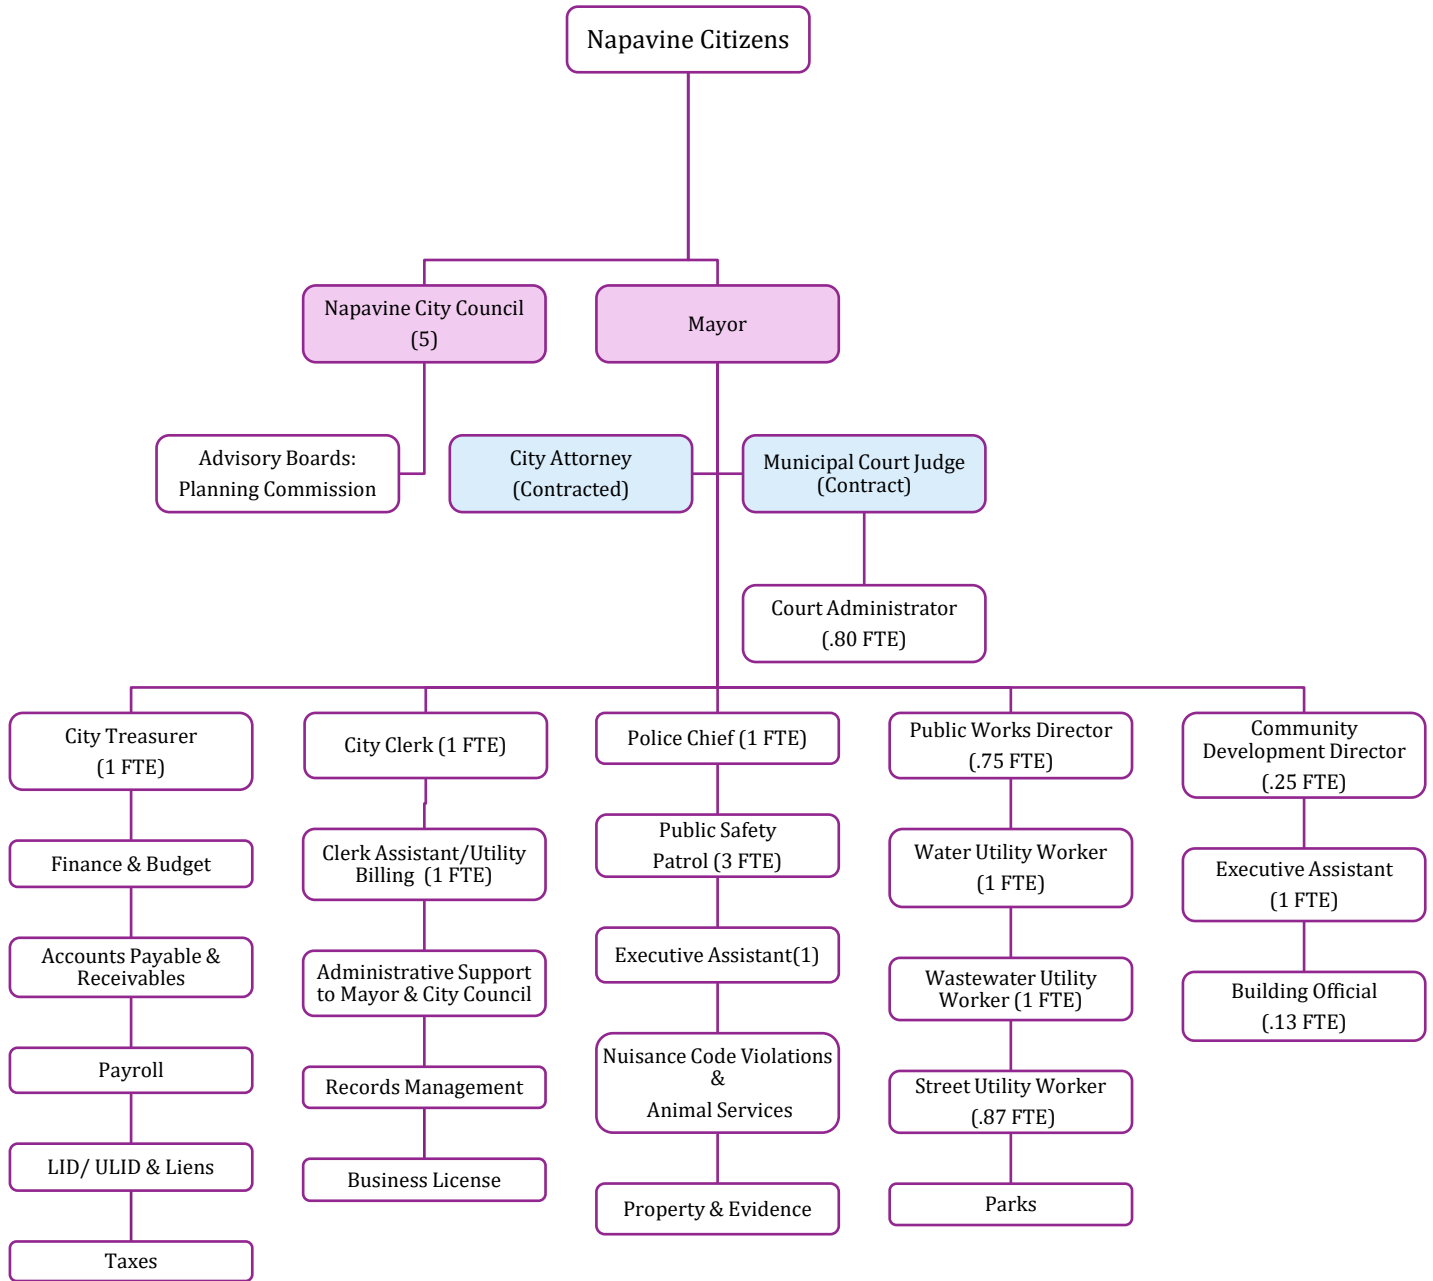 Napavine Citizens
Napavine City Council
(5)
Mayor
Advisory Boards:
Planning Commission
City Attorney
(Contracted)
Municipal Court Judge
(Contract)
Court Administrator
(.80 FTE)
City Treasurer
(1 FTE)
Finance & Budget
Accounts Payable &
Receivables
Payroll
LID/ ULID & Liens
Taxes
City Clerk (1 FTE)
Clerk Assistant/Utility
Billing (1 FTE)
Administrative Support
to Mayor & City Council
Records Management
Business License
Police Chief (1 FTE)
Public Safety
Patrol (3 FTE)
Executive Assistant(1)
Nuisance Code Violations
&
Animal Services
Property & Evidence
Public Works Director
(.75 FTE)
Water Utility Worker
(1 FTE)
Wastewater Utility
Worker (1 FTE)
Street Utility Worker
(.87 FTE)
Parks
Community
Development Director
(.25 FTE)
Executive Assistant
(1 FTE)
Building Official
(.13 FTE)